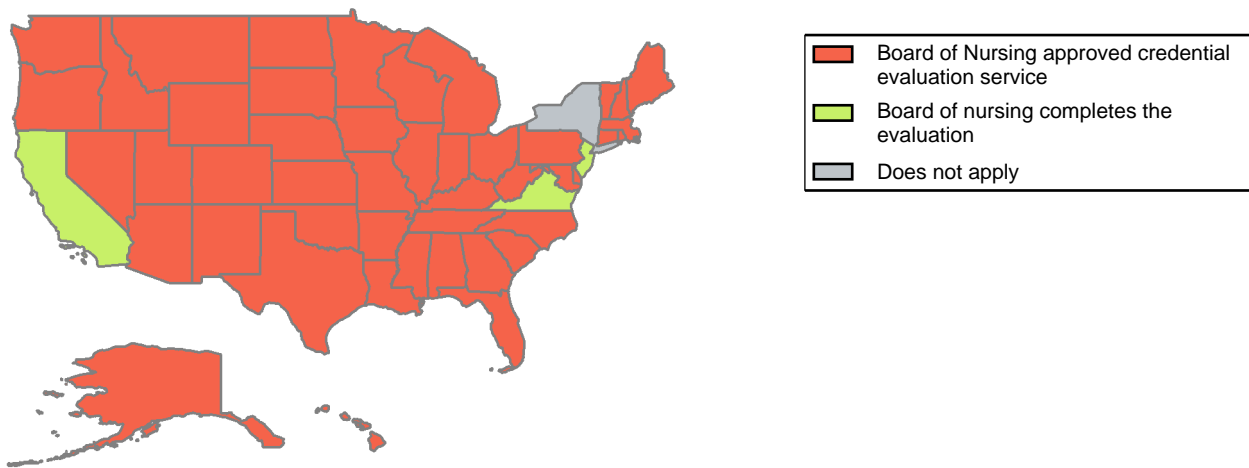 Board of Nursing approved credential
evaluation service
Board of nursing completes the
evaluation
Does not apply